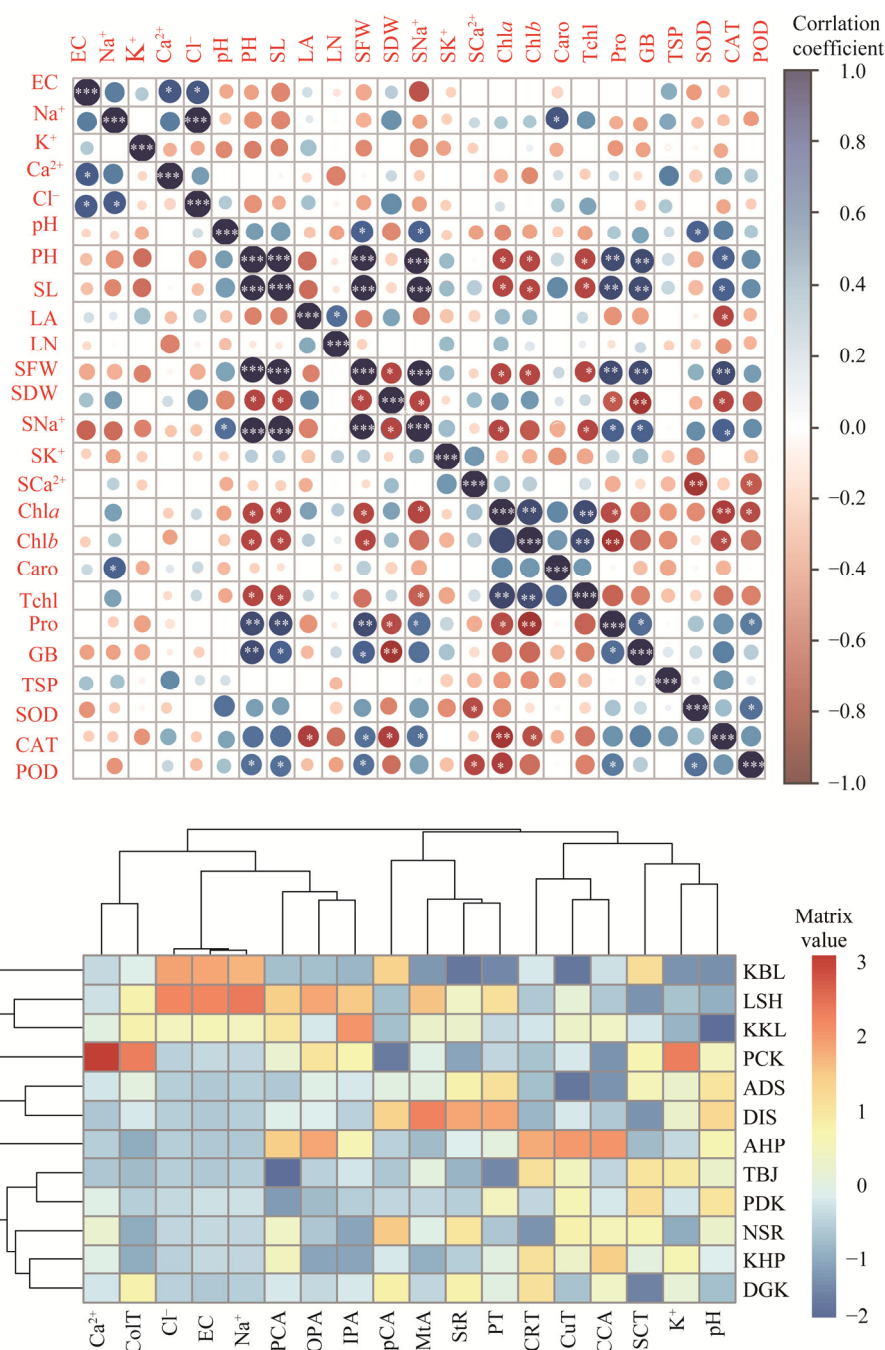 Corrlation
coefficient
EC Na⁺ K⁺ Ca²⁺ Cl⁻ pH PH SL LA LN SFW SDW SNa⁺ SK⁺ SCa²⁺ Chla Chlb Caro Tchl Pro GB TSP SOD CAT POD
1.0
0.8
0.6
0.4
0.2
0.0
−0.2
−0.4
−0.6
−0.8
−1.0
EC
Na⁺
K⁺
Ca²⁺
Cl⁻
pH
PH
SL
LA
LN
SFW
SDW
SNa⁺
SK⁺
SCa²⁺
Chla
Chlb
Caro
Tchl
Pro
GB
TSP
SOD
CAT
POD
Matrix
value
3
2
1
0
−1
−2
KBL
LSH
KKL
PCK
ADS
DIS
AHP
TBJ
PDK
NSR
KHP
DGK
Ca²⁺ ColT Cl⁻ EC Na⁺ PCA OPA IPA pCA MtA StR PT CRT CuT CCA SCT K⁺ pH